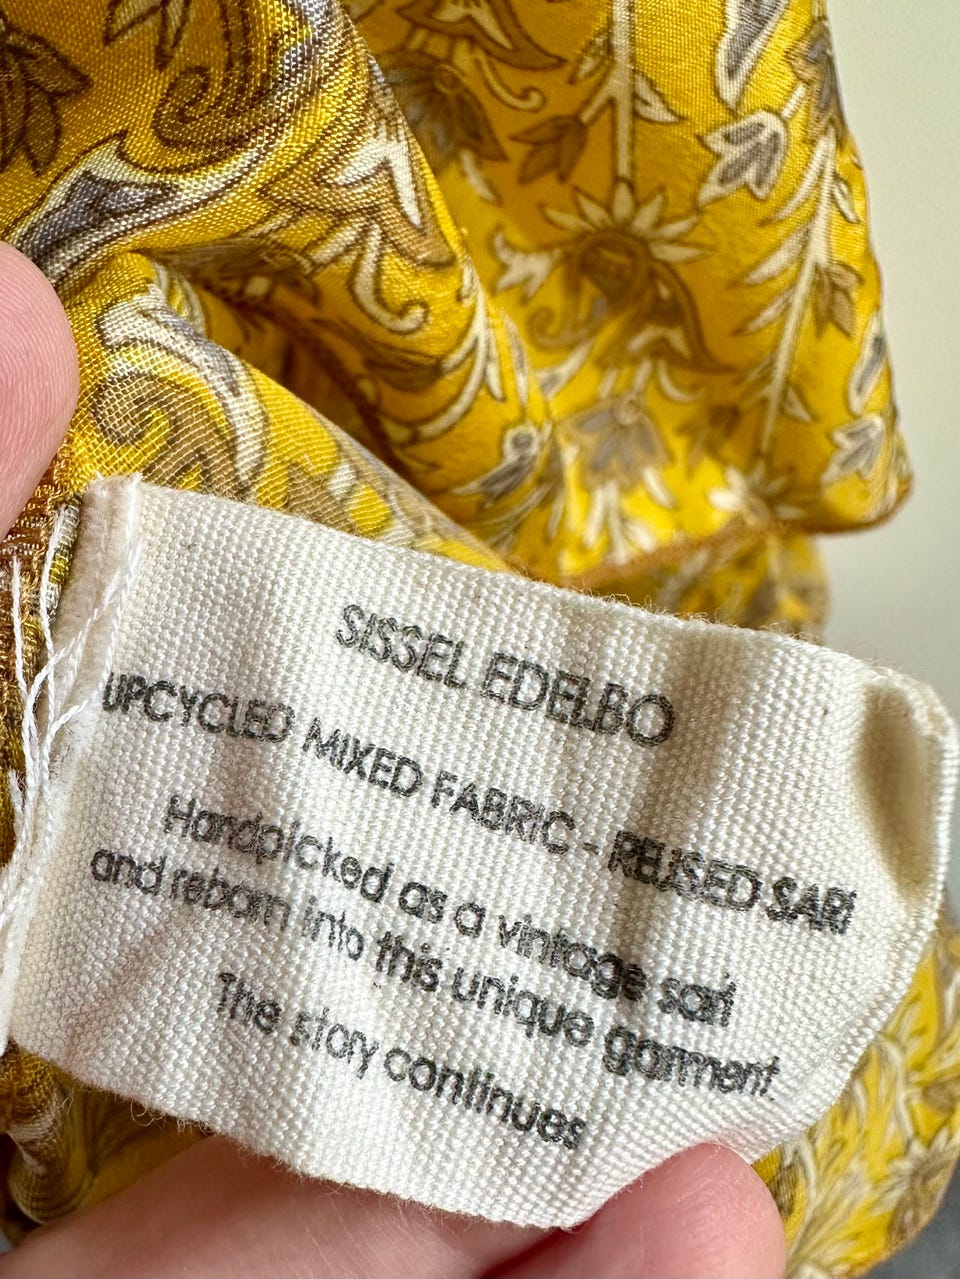 SISSEL EDELBO
UPCYCLED MIXED FABRIC - REUSED SARI
Handpicked as a vintage sari
and reborn into this unique garment.
The story continues